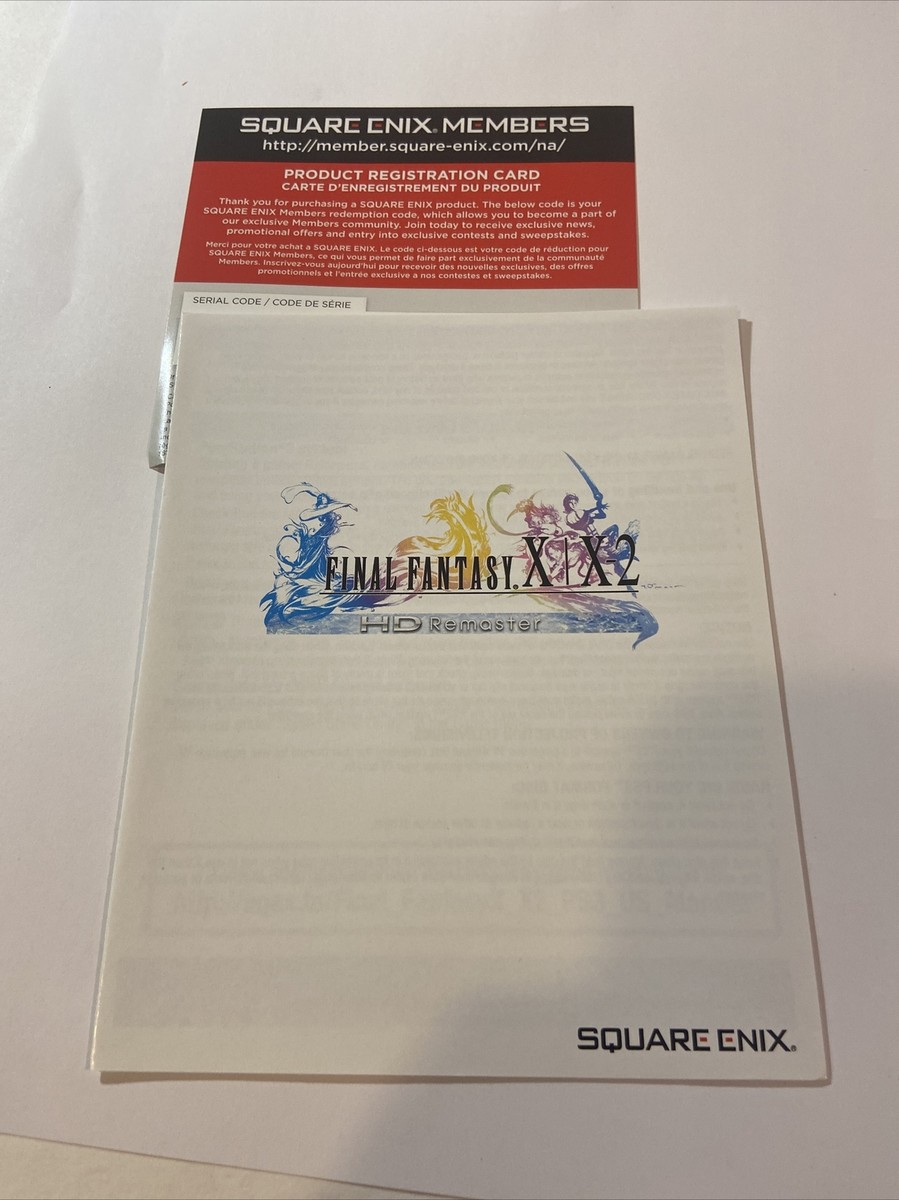 SQUARE ENIX® MEMBERS
http://member.square-enix.com/na/
PRODUCT REGISTRATION CARD
CARTE D'ENREGISTREMENT DU PRODUIT
Thank you for purchasing a SQUARE ENIX product. The below code is your
SQUARE ENIX Members redemption code, which allows you to become a part of
our exclusive Members community. Join today to receive exclusive news,
promotional offers and entry into exclusive contests and sweepstakes.
Merci pour votre achat a SQUARE ENIX. Le code ci-dessous est votre code de réduction pour
SQUARE ENIX Members, ce qui vous permet de faire part exclusivement de la communauté
Members. Inscrivez-vous aujourd'hui pour recevoir des nouvelles exclusives, des offres
promotionnels et l'entrée exclusive a nos contestes et sweepstakes.
SERIAL CODE / CODE DE SÉRIE
FINAL FANTASY® X | X-2
HD Remaster
SQUARE ENIX®